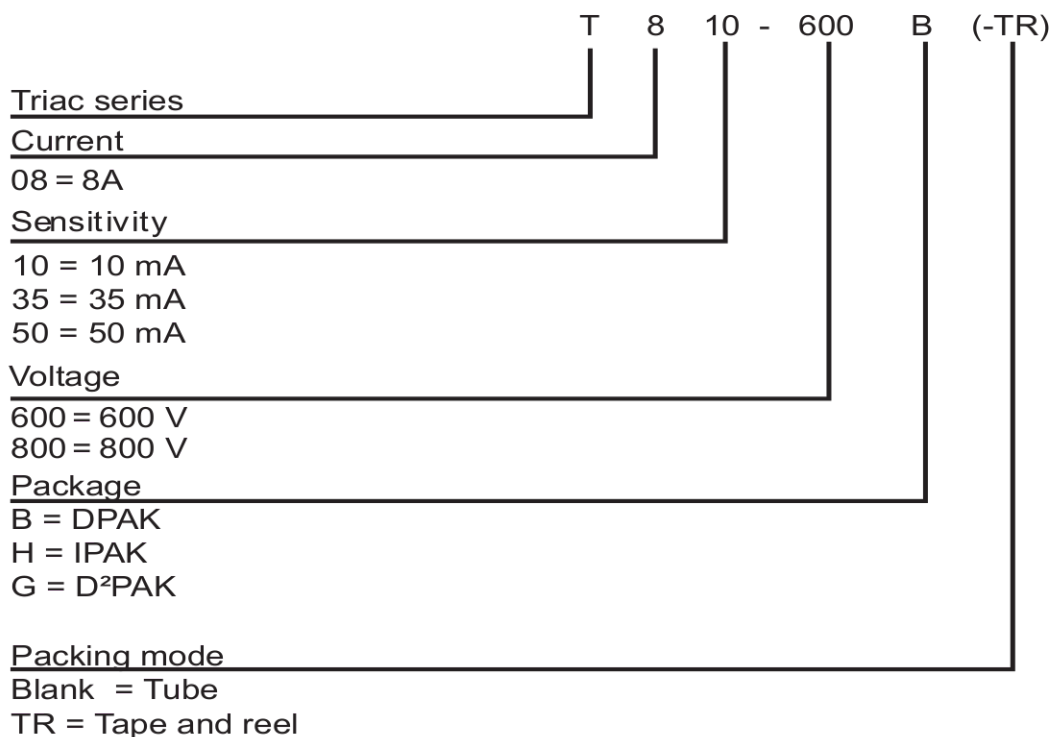 T 8 10 - 600 B (-TR)
Triac series
Current
08 = 8A
Sensitivity
10 = 10 mA
35 = 35 mA
50 = 50 mA
Voltage
600 = 600 V
800 = 800 V
Package
B = DPAK
H = IPAK
G = D²PAK
Packing mode
Blank = Tube
TR = Tape and reel